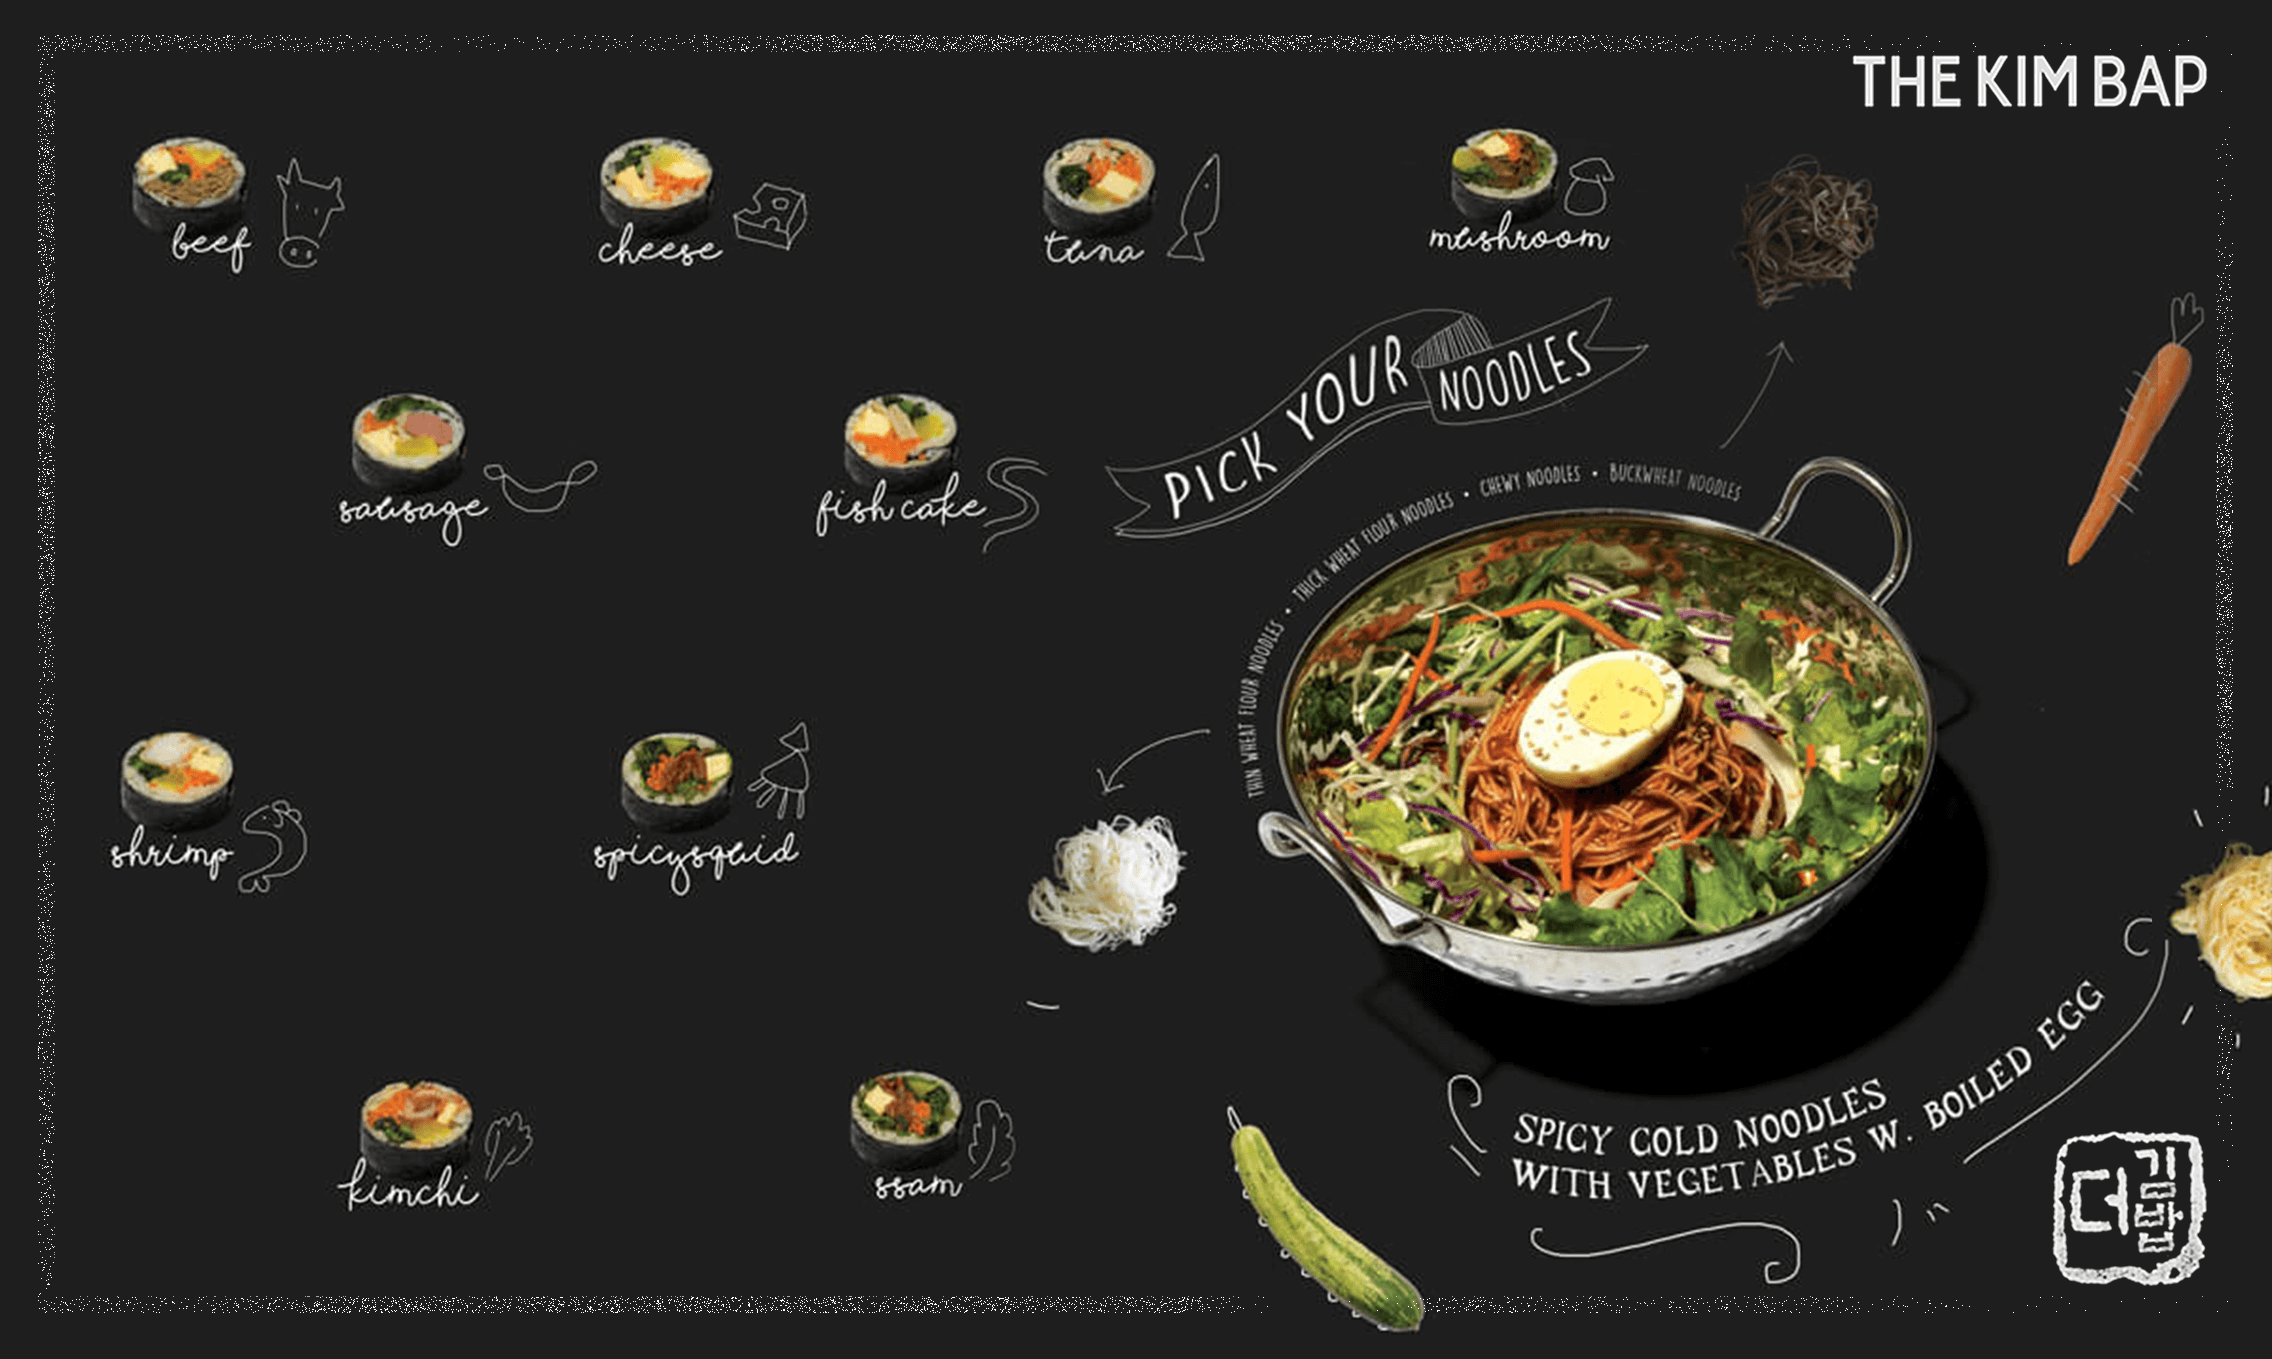 THE KIM BAP
beef
cheese
tuna
mushroom
PICK YOUR NOODLES
sausage
fish cake
THIN WHEAT FLOUR NOODLES • THICK WHEAT FLOUR NOODLES • CHEWY NOODLES • BUCKWHEAT NOODLES
shrimp
spicy squid
kimchi
ssam
SPICY COLD NOODLES
WITH VEGETABLES W. BOILED EGG
더김밥